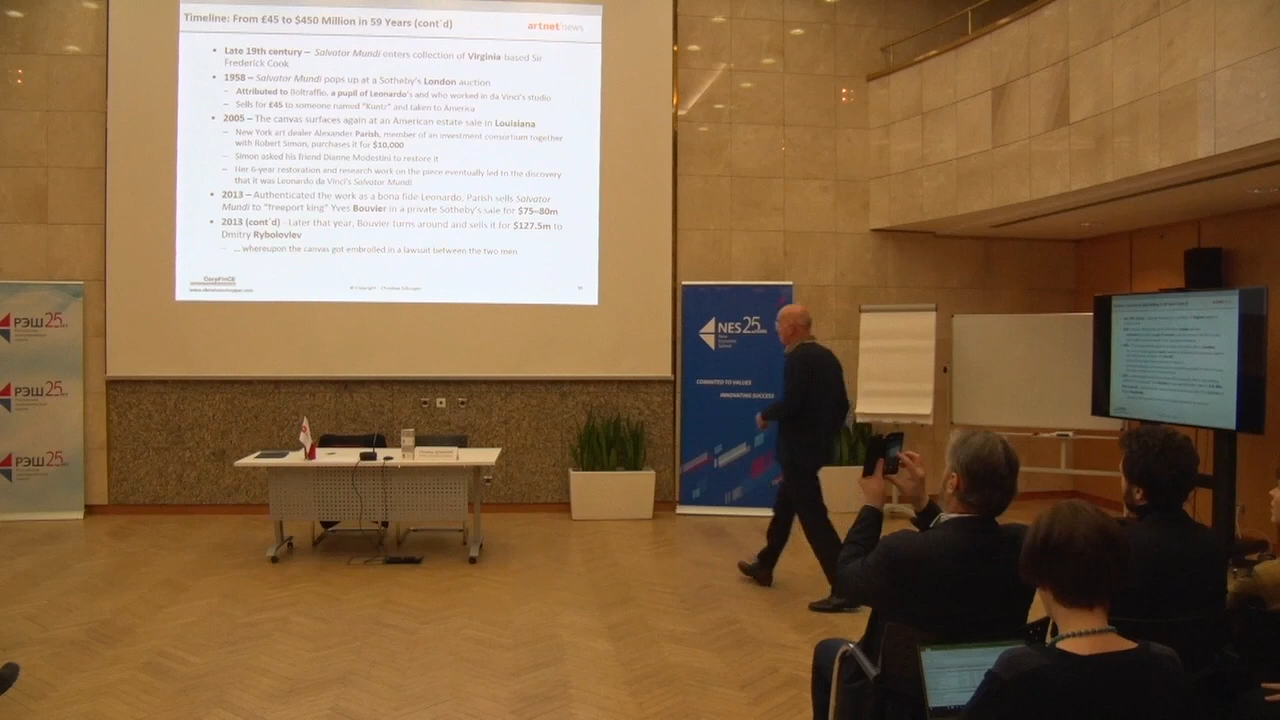 Timeline: From £45 to $450 Million in 59 Years (cont´d)
artnet news
• Late 19th century – Salvator Mundi enters collection of Virginia based Sir
Frederick Cook
• 1958 – Salvator Mundi pops up at a Sotheby's London auction
– Attributed to Boltraffio, a pupil of Leonardo's and who worked in da Vinci's studio
– Sells for £45 to someone named "Kuntz" and taken to America
• 2005 – The canvas surfaces again at an American estate sale in Louisiana
– New York art dealer Alexander Parish, member of an investment consortium together
with Robert Simon, purchases it for $10,000
– Simon asked his friend Dianne Modestini to restore it
– Her 6-year restoration and research work on the piece eventually led to the discovery
that it was Leonardo da Vinci's Salvator Mundi
• 2013 – Authenticated the work as a bona fide Leonardo, Parish sells Salvator
Mundi to "freeport king" Yves Bouvier in a private Sotheby's sale for $75–80m
• 2013 (cont´d) - Later that year, Bouvier turns around and sells it for $127.5m to
Dmitry Rybolovlev
– ... whereupon the canvas got embroiled in a lawsuit between the two men
CorpFinCE
РЭШ 25
РЭШ 25
РЭШ 25
NES 25
New
Economic
School
COMMITED TO VALUES
INNOVATING SUCCESS